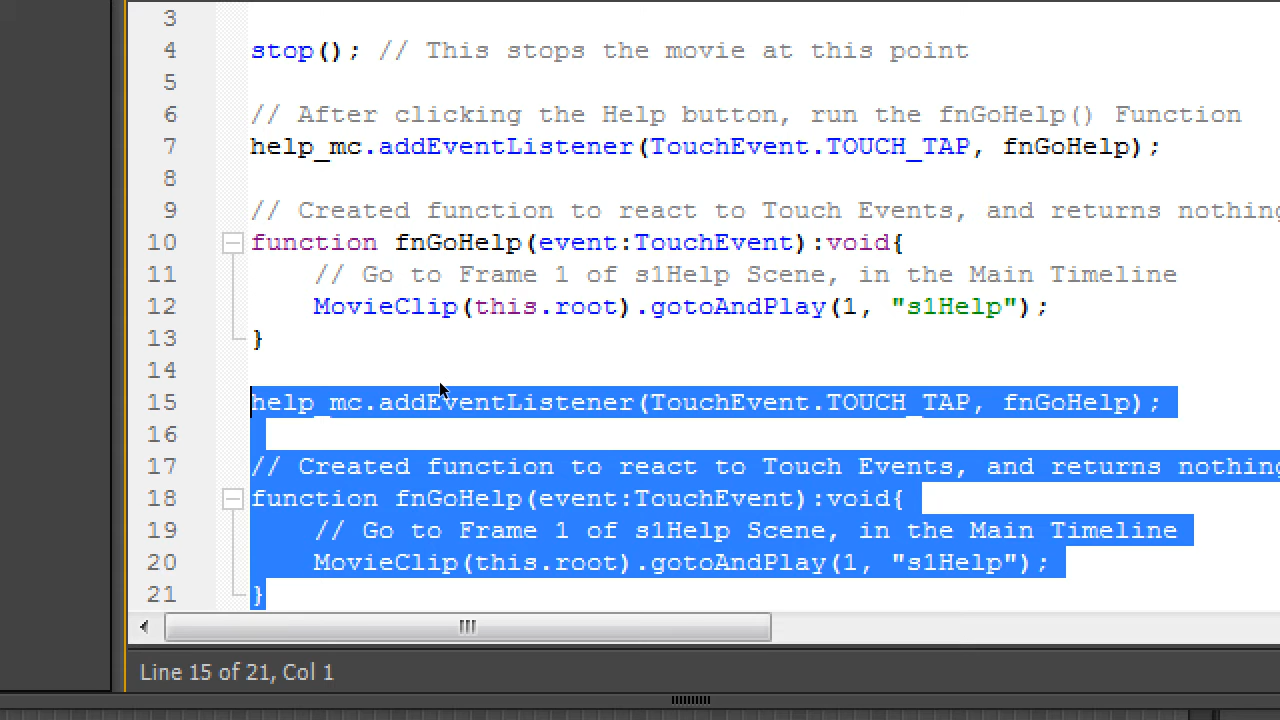 3
4 stop(); // This stops the movie at this point
5
6 // After clicking the Help button, run the fnGoHelp() Function
7 help_mc.addEventListener(TouchEvent.TOUCH_TAP, fnGoHelp);
8
9 // Created function to react to Touch Events, and returns nothing
10 function fnGoHelp(event:TouchEvent):void{
11 // Go to Frame 1 of s1Help Scene, in the Main Timeline
12 MovieClip(this.root).gotoAndPlay(1, "s1Help");
13 }
14
15 help_mc.addEventListener(TouchEvent.TOUCH_TAP, fnGoHelp);
16
17 // Created function to react to Touch Events, and returns nothing
18 function fnGoHelp(event:TouchEvent):void{
19 // Go to Frame 1 of s1Help Scene, in the Main Timeline
20 MovieClip(this.root).gotoAndPlay(1, "s1Help");
21 }
Line 15 of 21, Col 1